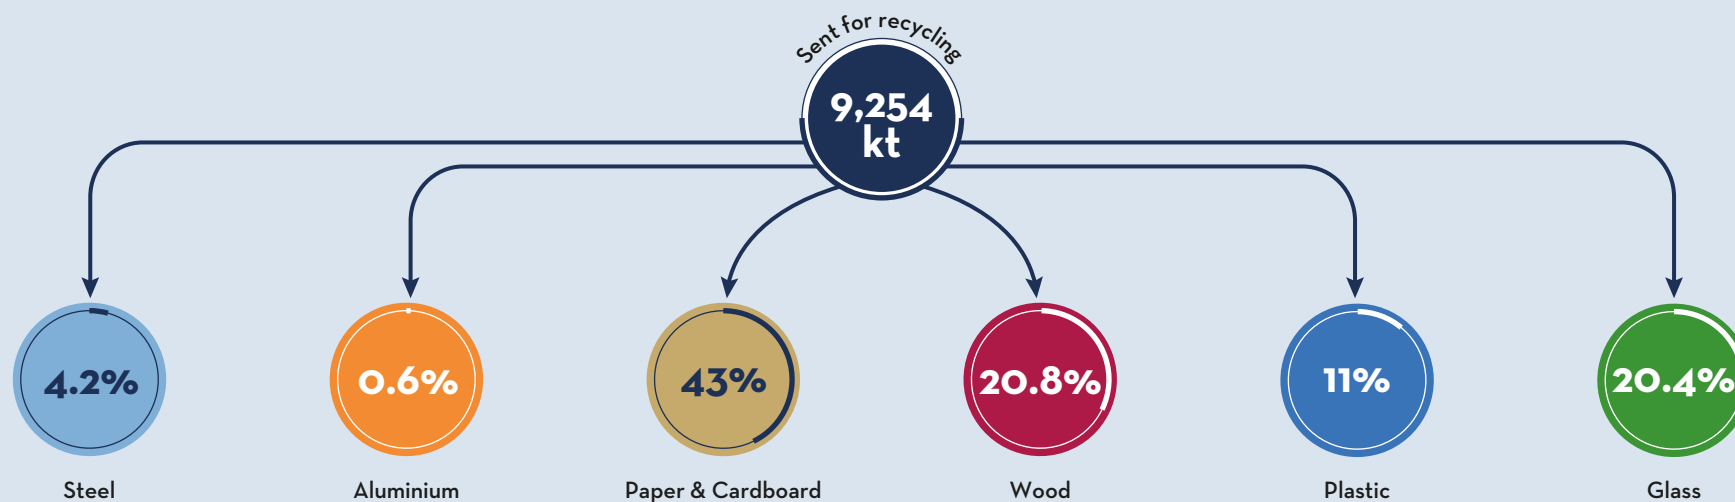 Sent for recycling
9,254
kt
4.2%
0.6%
43%
20.8%
11%
20.4%
Steel
Aluminium
Paper & Cardboard
Wood
Plastic
Glass